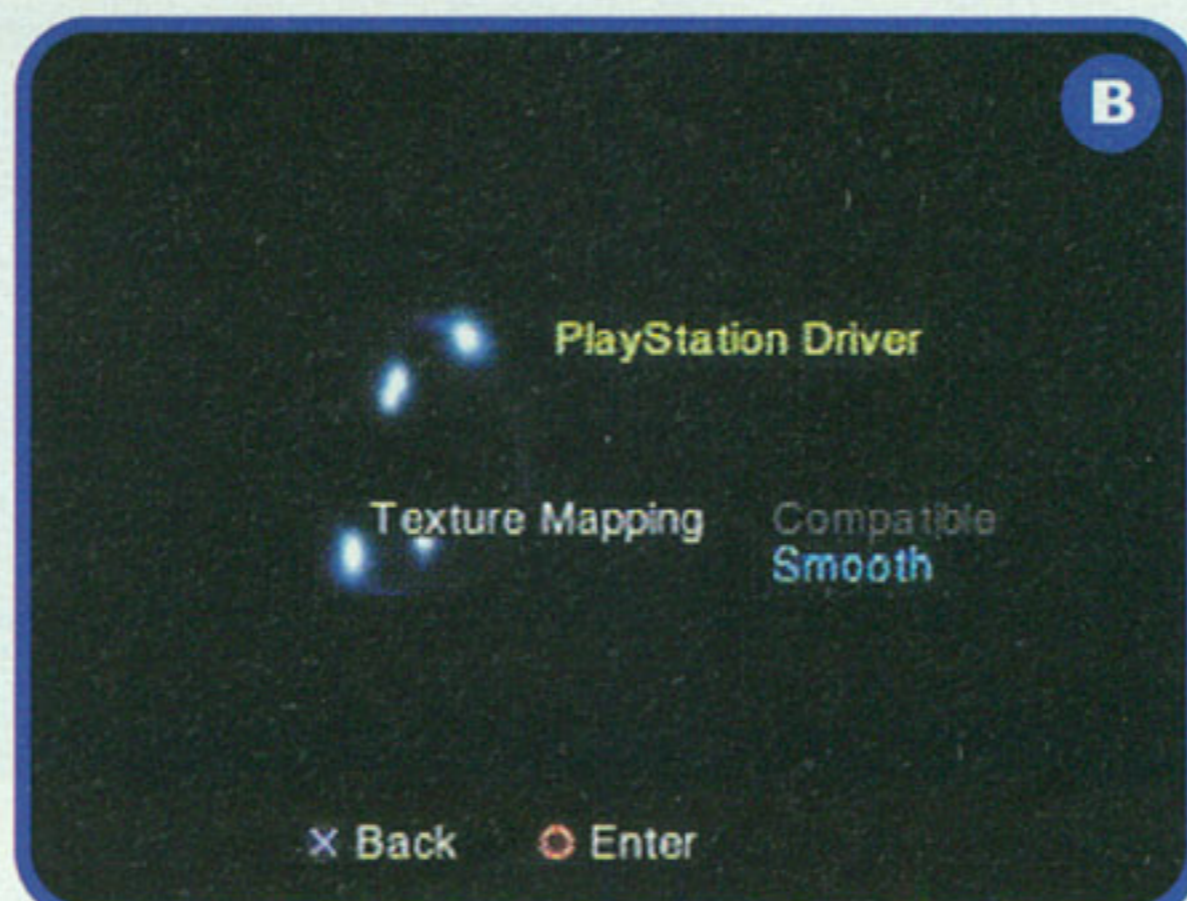 B
PlayStation Driver
Texture Mapping Compatible
Smooth
X Back O Enter